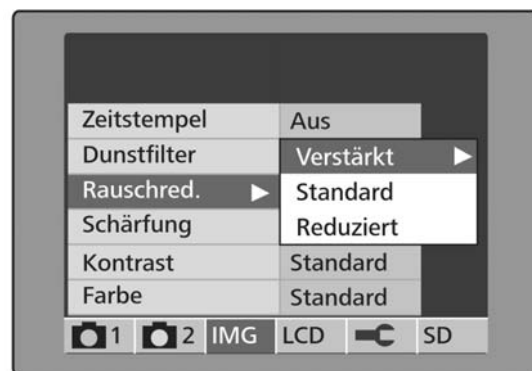 Zeitstempel Aus
Dunstfilter Verstärkt
Rauschred. Standard
Schärfung Reduziert
Kontrast Standard
Farbe Standard
1 2 IMG LCD SD